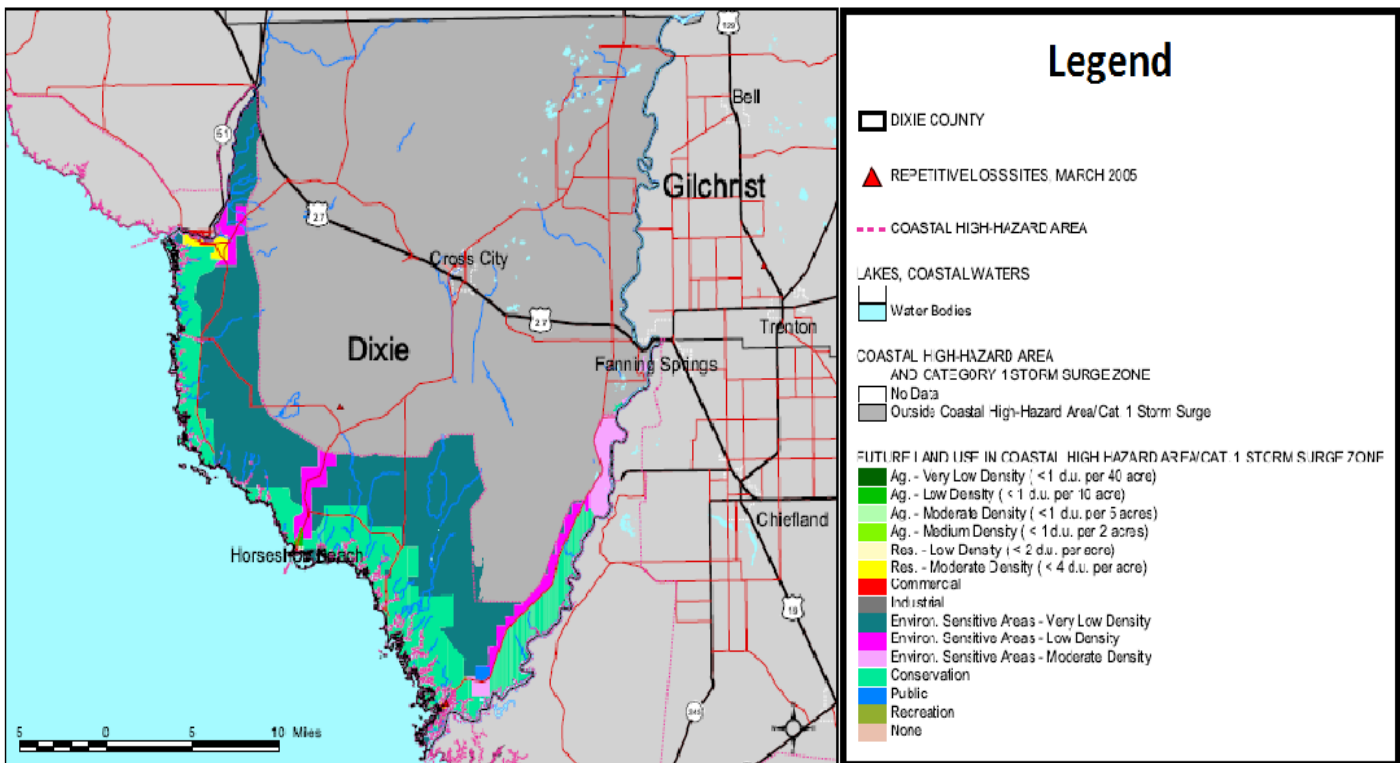 129
Bell
51
Gilchrist
27
Cross City
27
Trenton
Dixie
Fanning Springs
Chiefland
Horseshoe Beach
19
345
5 0 5 10 Miles
Legend
DIXIE COUNTY
REPETITIVE LOSS SITES, MARCH 2005
COASTAL HIGH-HAZARD AREA
LAKES, COASTAL WATERS
Water Bodies
COASTAL HIGH-HAZARD AREA
AND CATEGORY 1 STORM SURGE ZONE
No Data
Outside Coastal High-Hazard Area/Cat. 1 Storm Surge
FUTURE LAND USE IN COASTAL HIGH HAZARD AREA/CAT. 1 STORM SURGE ZONE
Ag. - Very Low Density ( <1 d.u. per 40 acre)
Ag. - Low Density ( < 1 d.u. per 10 acre)
Ag. - Moderate Density ( <1 d.u. per 5 acres)
Ag. - Medium Density ( < 1 d.u. per 2 acres)
Res. - Low Density ( < 2 d.u. per acre)
Res. - Moderate Density ( < 4 d.u. per acre)
Commercial
Industrial
Environ. Sensitive Areas - Very Low Density
Environ. Sensitive Areas - Low Density
Environ. Sensitive Areas - Moderate Density
Conservation
Public
Recreation
None